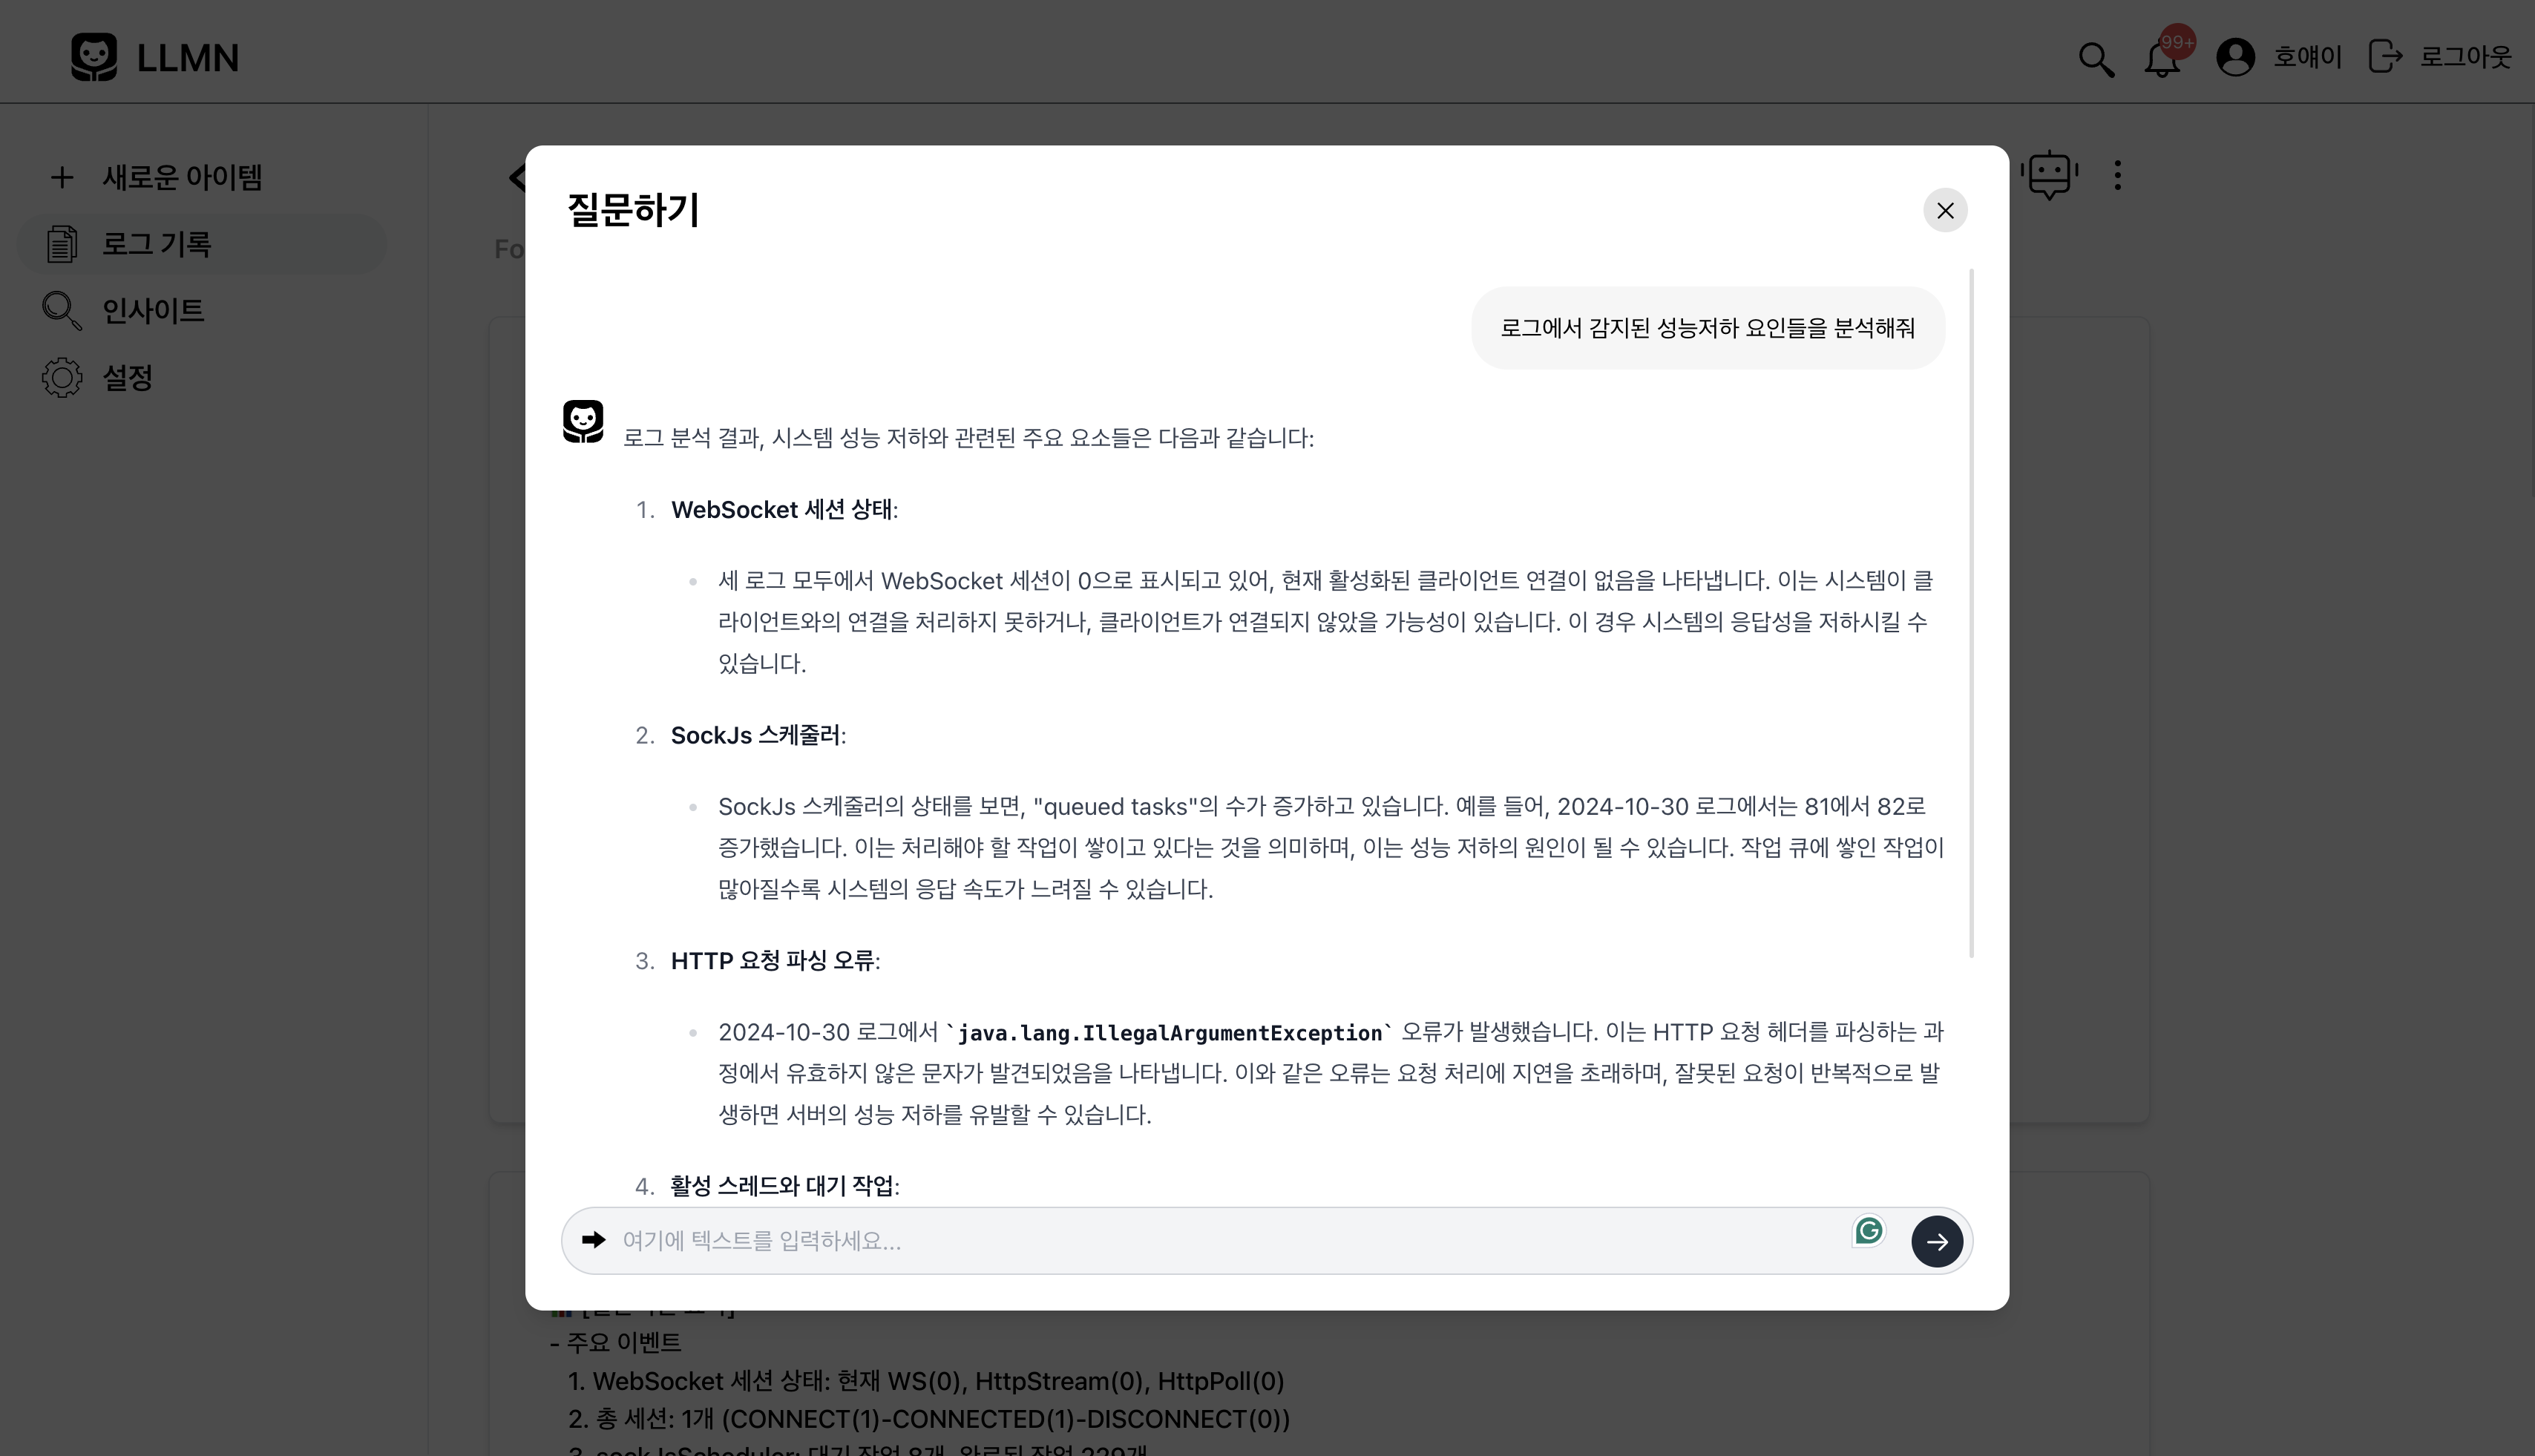 LLMN
99+
호얘이
로그아웃
새로운 아이템
로그 기록
인사이트
설정
Fo
질문하기
로그에서 감지된 성능저하 요인들을 분석해줘
로그 분석 결과, 시스템 성능 저하와 관련된 주요 요소들은 다음과 같습니다:
1. WebSocket 세션 상태:
세 로그 모두에서 WebSocket 세션이 0으로 표시되고 있어, 현재 활성화된 클라이언트 연결이 없음을 나타냅니다. 이는 시스템이 클
라이언트와의 연결을 처리하지 못하거나, 클라이언트가 연결되지 않았을 가능성이 있습니다. 이 경우 시스템의 응답성을 저하시킬 수
있습니다.
2. SockJs 스케줄러:
SockJs 스케줄러의 상태를 보면, "queued tasks"의 수가 증가하고 있습니다. 예를 들어, 2024-10-30 로그에서는 81에서 82로
증가했습니다. 이는 처리해야 할 작업이 쌓이고 있다는 것을 의미하며, 이는 성능 저하의 원인이 될 수 있습니다. 작업 큐에 쌓인 작업이
많아질수록 시스템의 응답 속도가 느려질 수 있습니다.
3. HTTP 요청 파싱 오류:
2024-10-30 로그에서 `java.lang.IllegalArgumentException` 오류가 발생했습니다. 이는 HTTP 요청 헤더를 파싱하는 과
정에서 유효하지 않은 문자가 발견되었음을 나타냅니다. 이와 같은 오류는 요청 처리에 지연을 초래하며, 잘못된 요청이 반복적으로 발
생하면 서버의 성능 저하를 유발할 수 있습니다.
4. 활성 스레드와 대기 작업:
여기에 텍스트를 입력하세요...
- 주요 이벤트
1. WebSocket 세션 상태: 현재 WS(0), HttpStream(0), HttpPoll(0)
2. 총 세션: 1개 (CONNECT(1)-CONNECTED(1)-DISCONNECT(0))
3. sockJsScheduler: 대기 작업 8개, 완료된 작업 229개